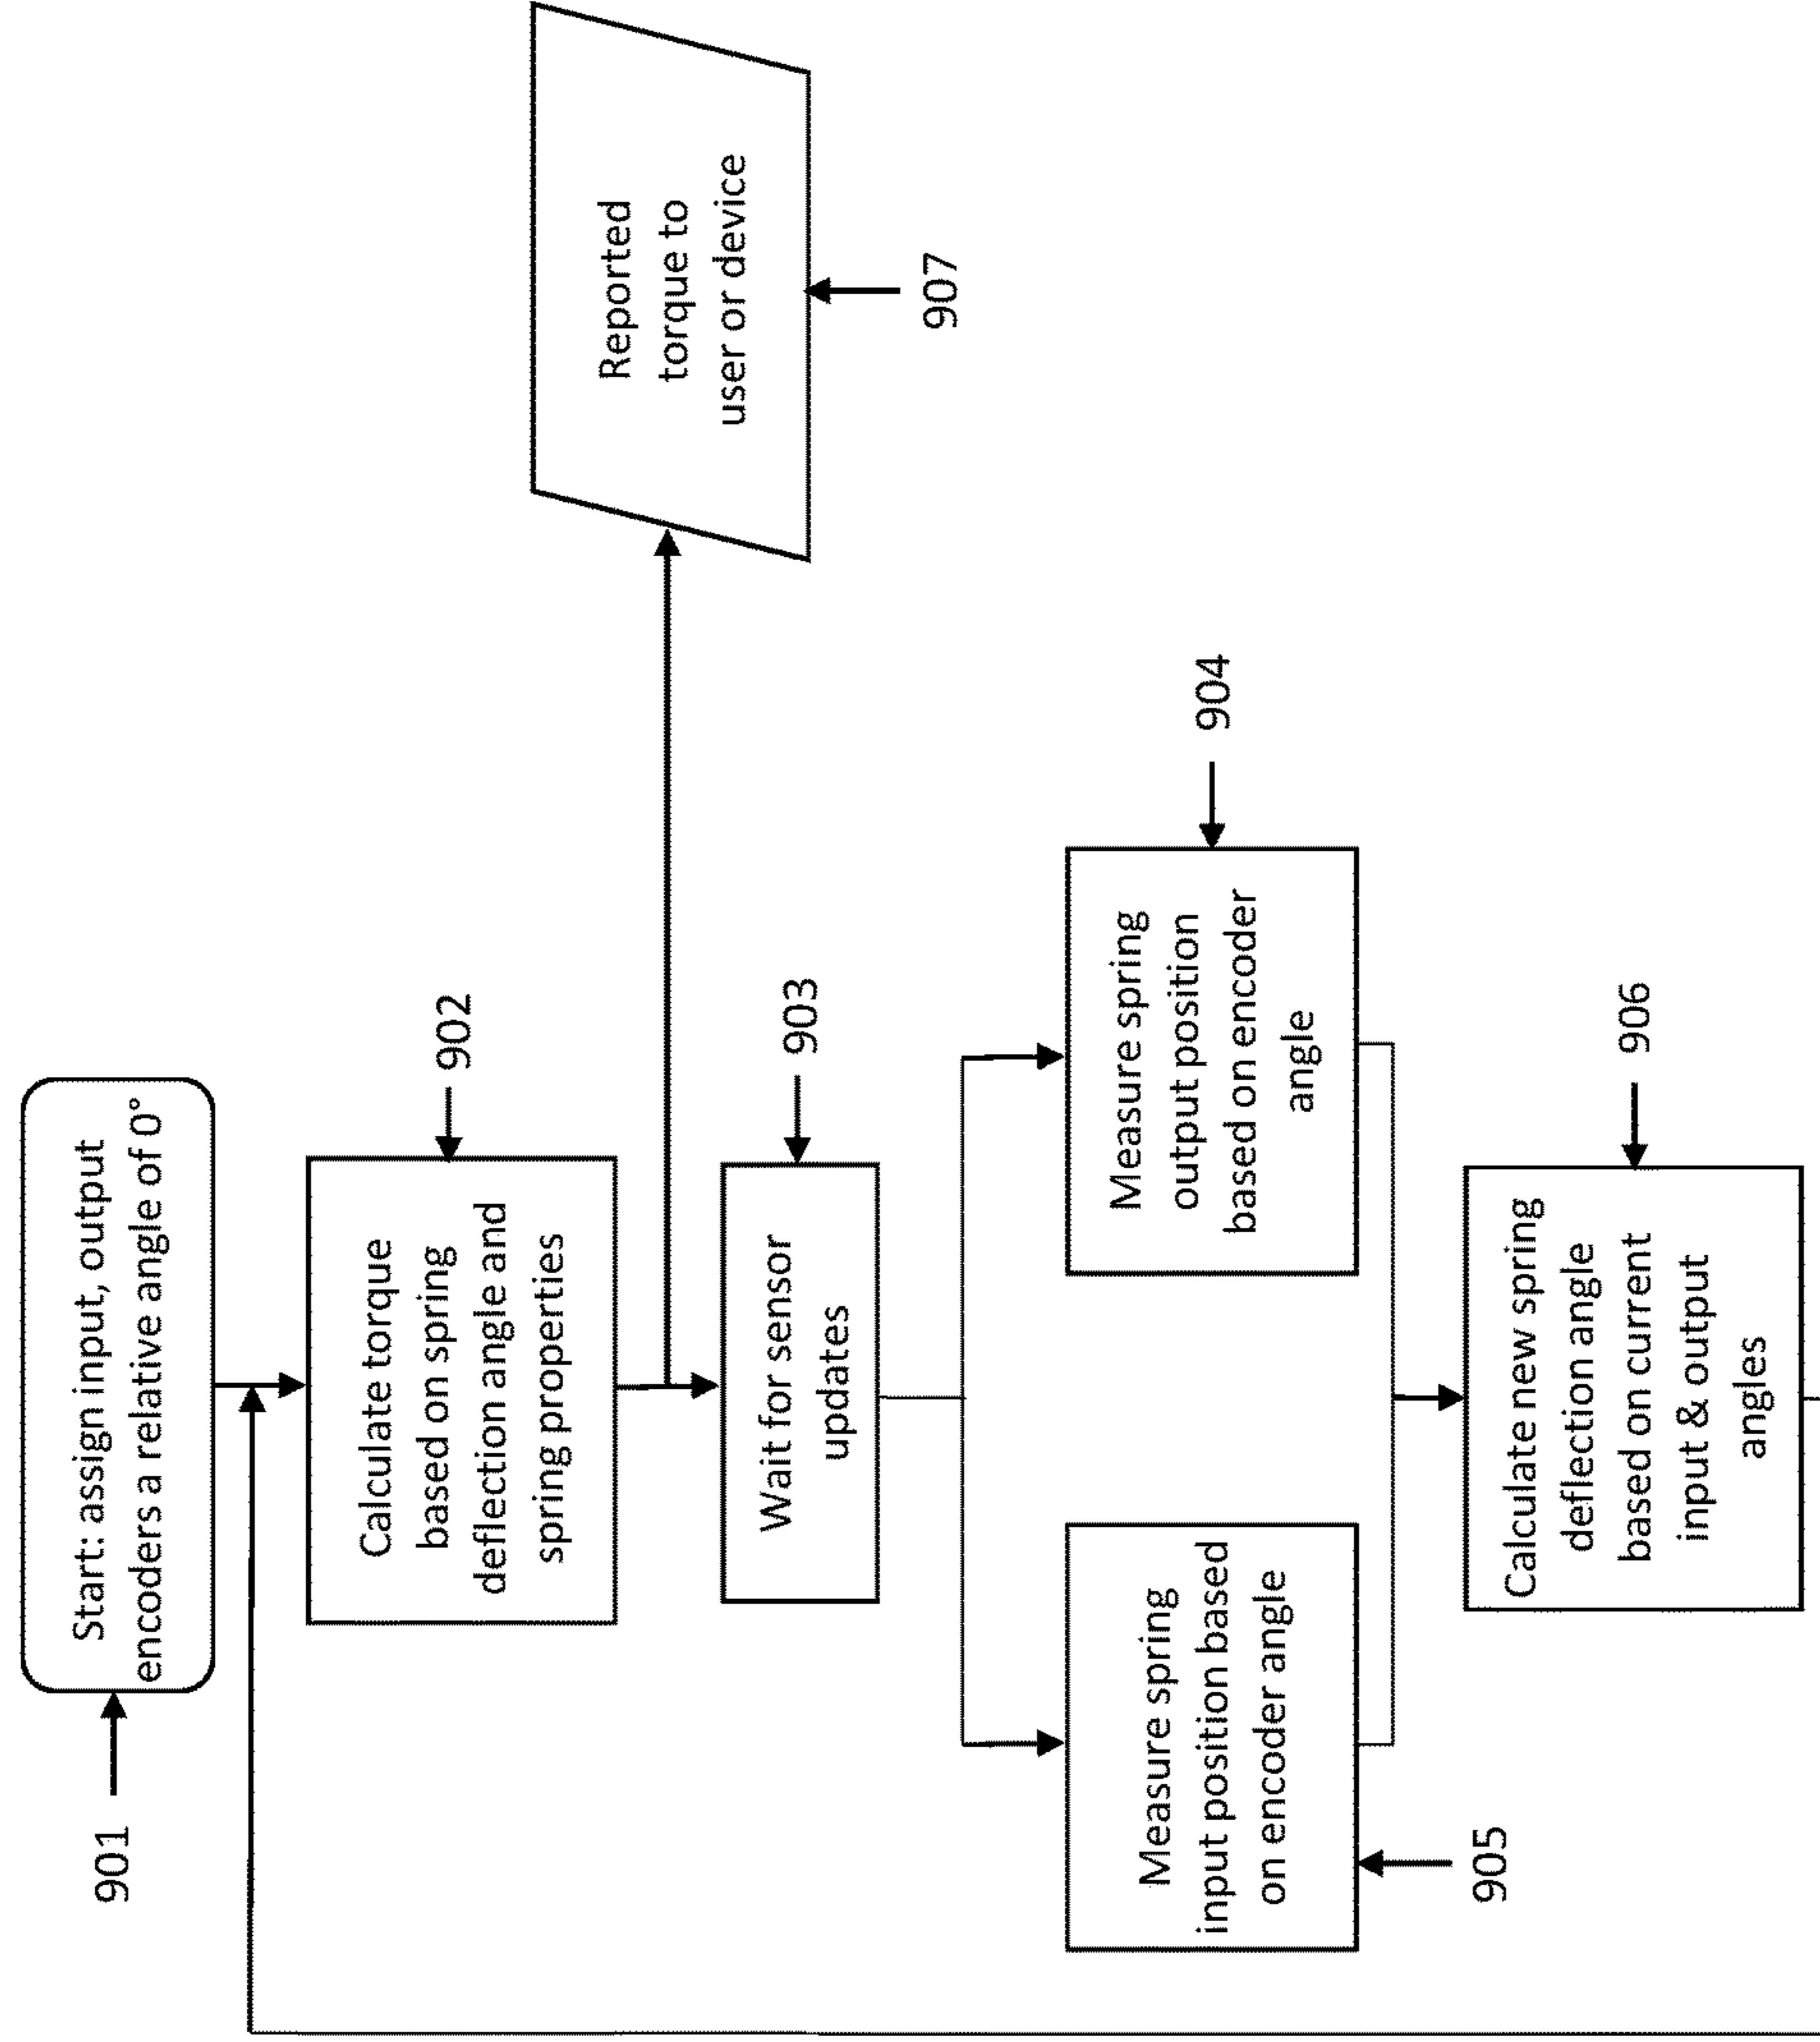 901
Start: assign input, output
encoders a relative angle of 0°
Calculate torque
based on spring
deflection angle and
spring properties
902
Reported
torque to
user or device
907
Wait for sensor
updates
903
Measure spring
input position based
on encoder angle
905
Measure spring
output position
based on encoder
angle
904
Calculate new spring
deflection angle
based on current
input & output
angles
906